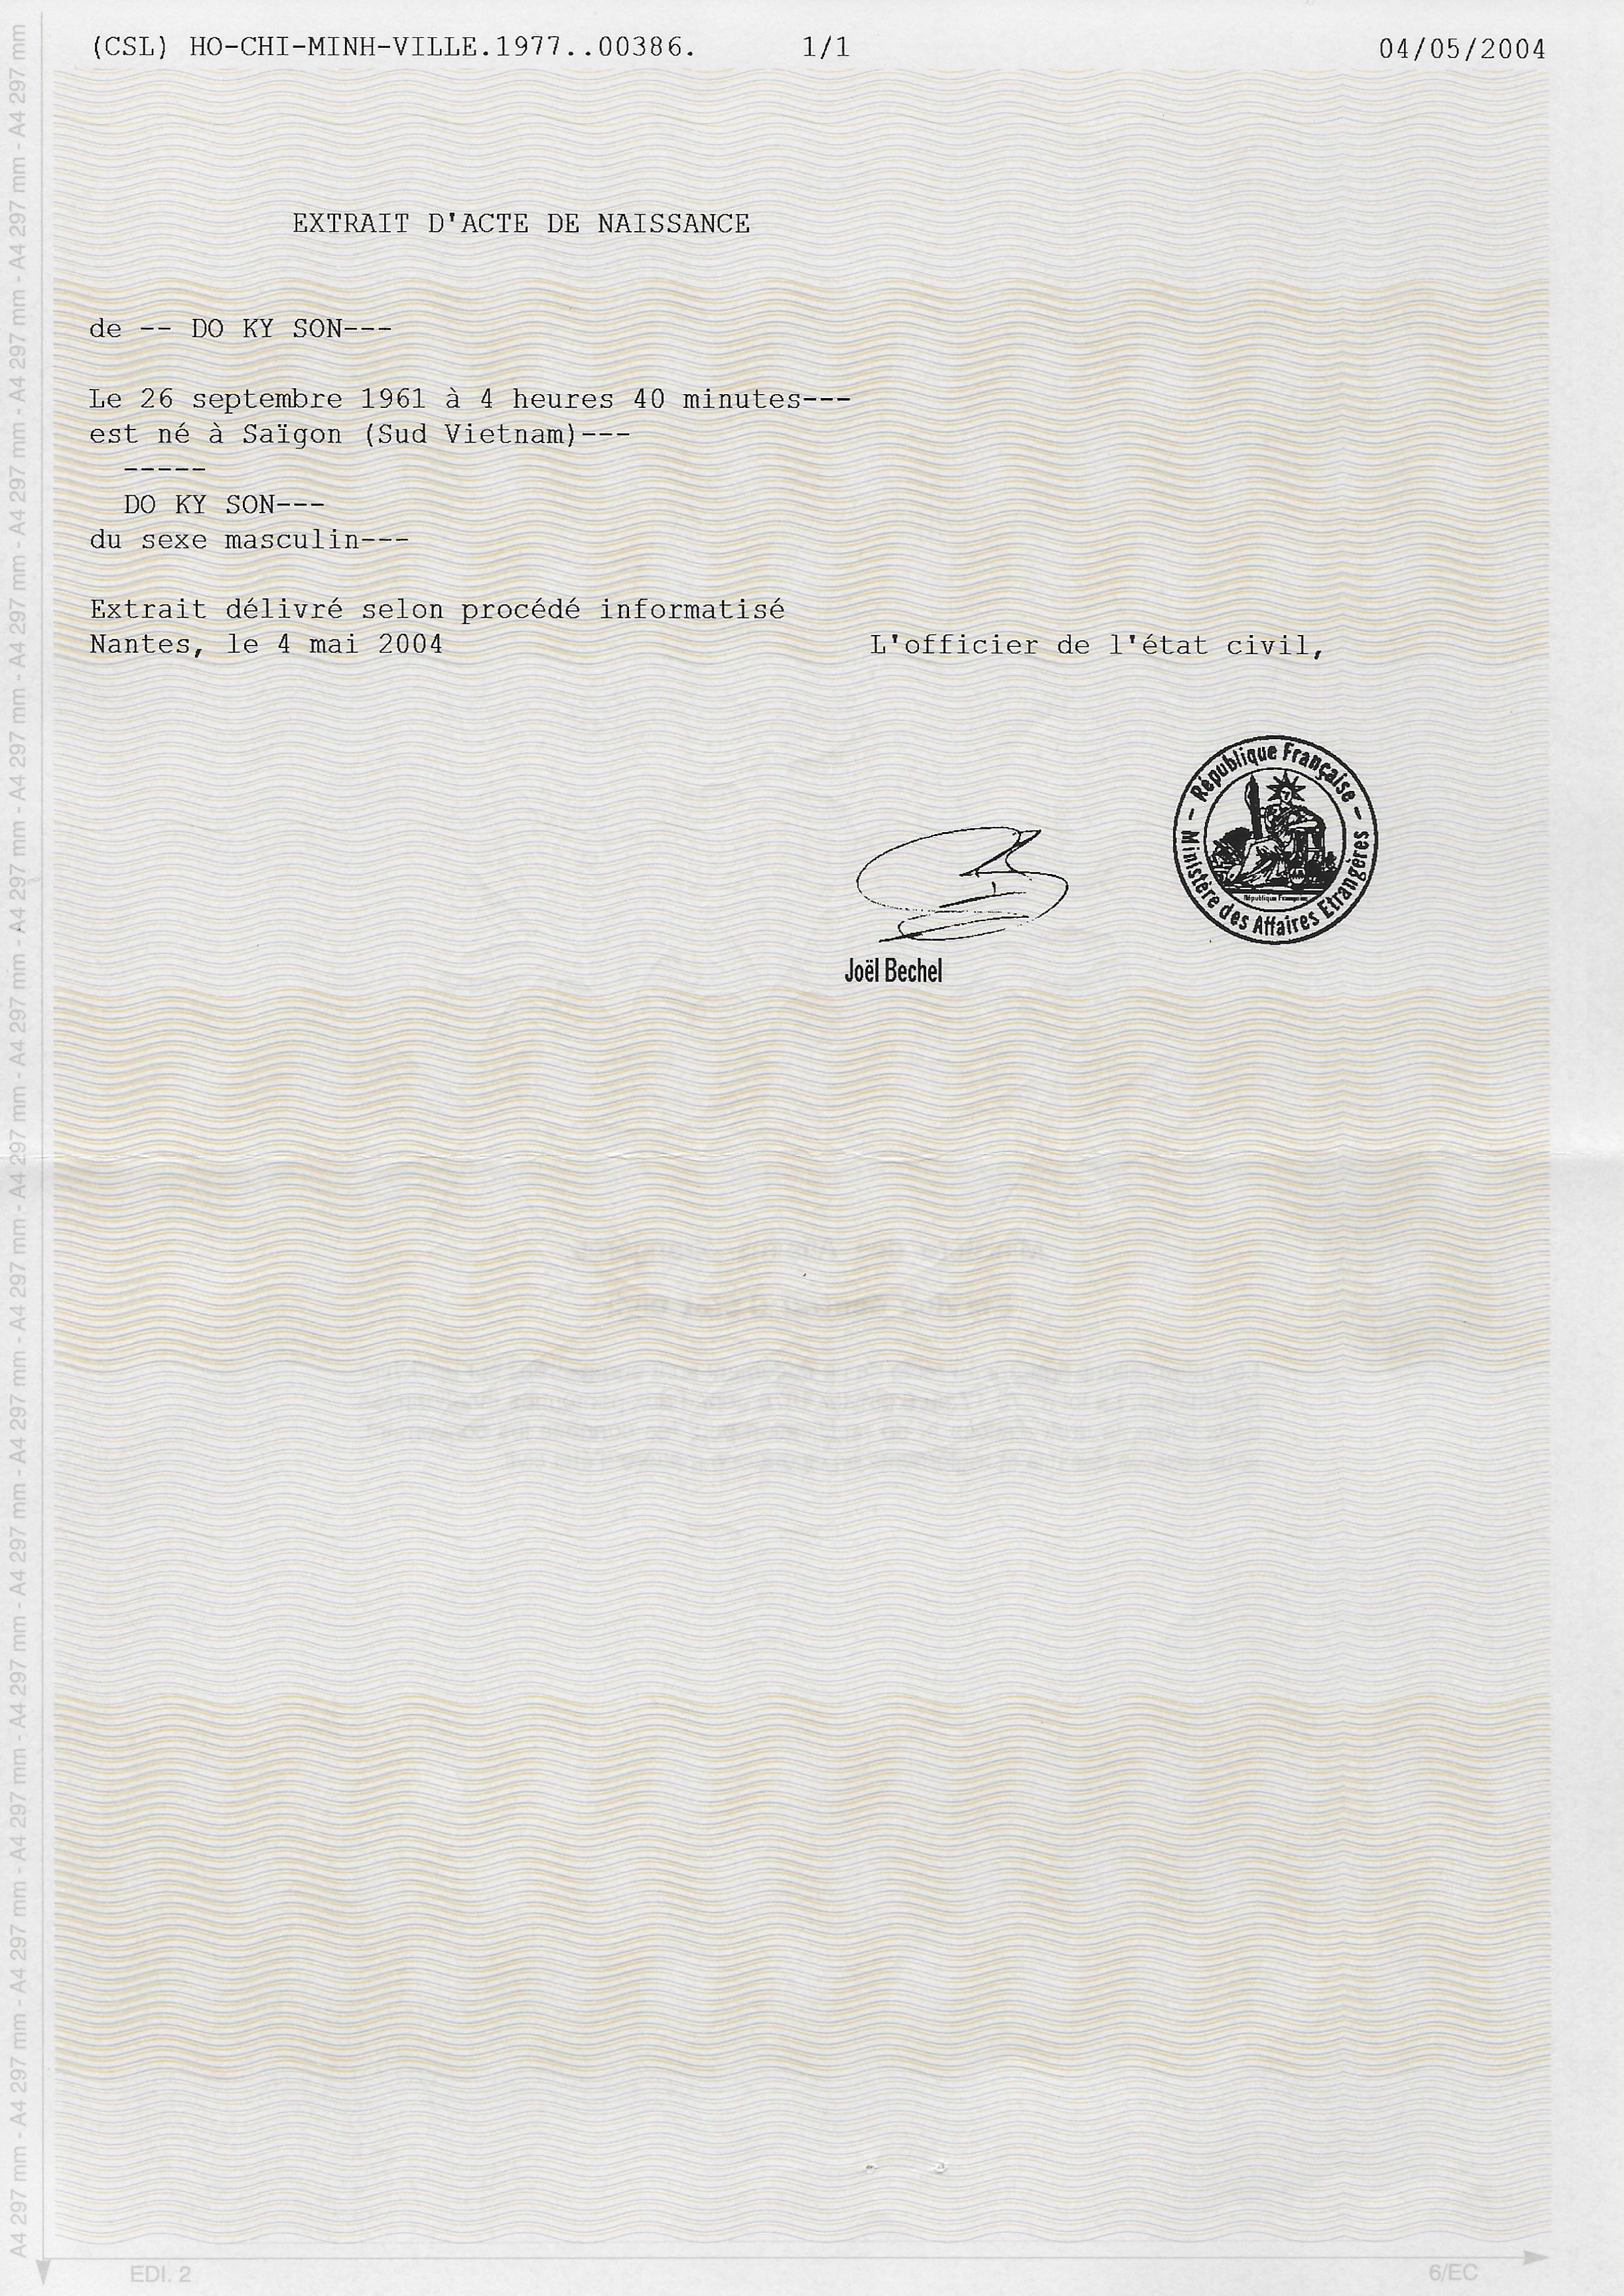 (CSL) HO-CHI-MINH-VILLE.1977..00386. 1/1 04/05/2004
EXTRAIT D'ACTE DE NAISSANCE
de -- DO KY SON---
Le 26 septembre 1961 à 4 heures 40 minutes---
est né à Saïgon (Sud Vietnam)---
-----
DO KY SON---
du sexe masculin---
Extrait délivré selon procédé informatisé
Nantes, le 4 mai 2004 L'officier de l'état civil,
- République Française -
Ministère des Affaires Etrangères
République Française
Joël Bechel
A4 297 mm - A4 297 mm - A4 297 mm - A4 297 mm - A4 297 mm - A4 297 mm - A4 297 mm - A4 297 mm - A4 297 mm - A4 297 mm - A4 297 mm - A4 297 mm - A4 297 mm - A4 297 mm - A4 297 mm - A4 297 mm - A4 297 mm - A4 297 mm - A4 297 mm - A4 297 mm
EDI. 2 6/EC